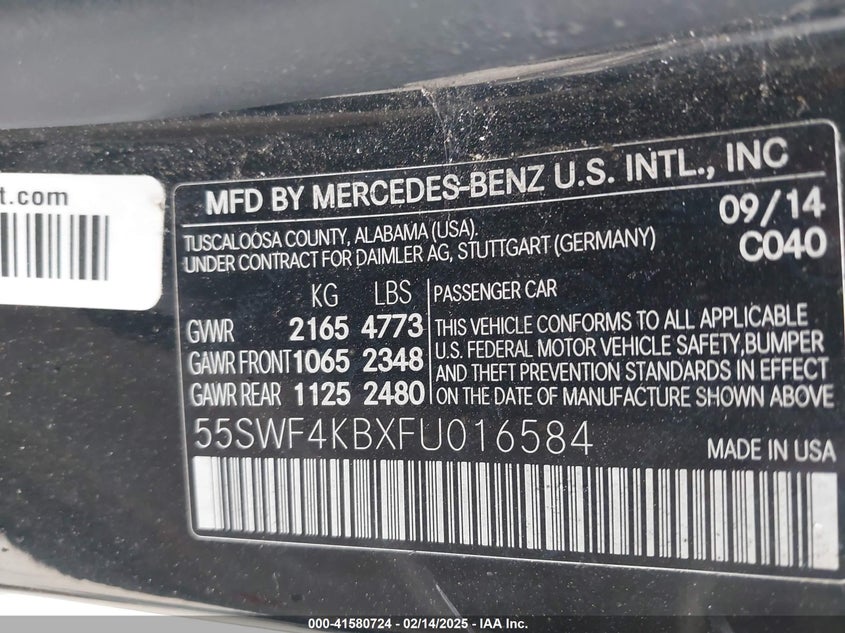 t.com
MFD BY MERCEDES-BENZ U.S. INTL., INC
TUSCALOOSA COUNTY, ALABAMA (USA). 09/14
UNDER CONTRACT FOR DAIMLER AG, STUTTGART (GERMANY) C040
KG LBS PASSENGER CAR
GVWR 2165 4773 THIS VEHICLE CONFORMS TO ALL APPLICABLE
GAWR FRONT 1065 2348 U.S. FEDERAL MOTOR VEHICLE SAFETY, BUMPER
GAWR REAR 1125 2480 AND THEFT PREVENTION STANDARDS IN EFFECT
ON THE DATE OF MANUFACTURE SHOWN ABOVE
55SWF4KBXFU016584 MADE IN USA
000-41580724 - 02/14/2025 - IAA Inc.